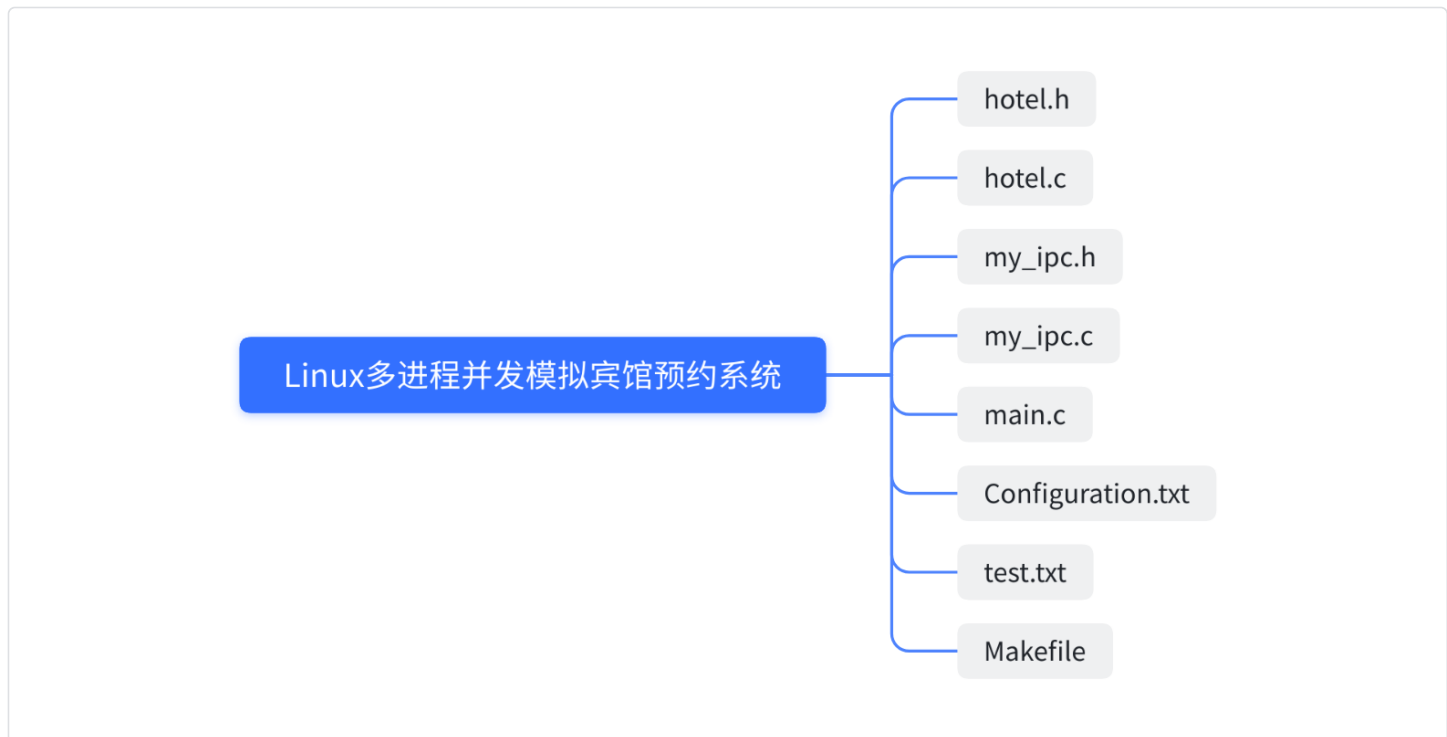 Linux多进程并发模拟宾馆预约系统
hotel.h
hotel.c
my_ipc.h
my_ipc.c
main.c
Configuration.txt
test.txt
Makefile